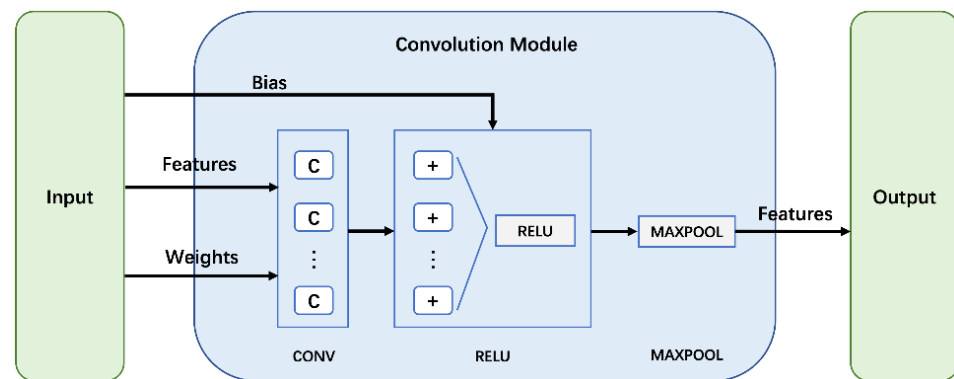 Convolution Module
Bias
Features
Weights
Input
C
C
⋮
C
+
+
⋮
+
RELU
MAXPOOL
Features
Output
CONV
RELU
MAXPOOL